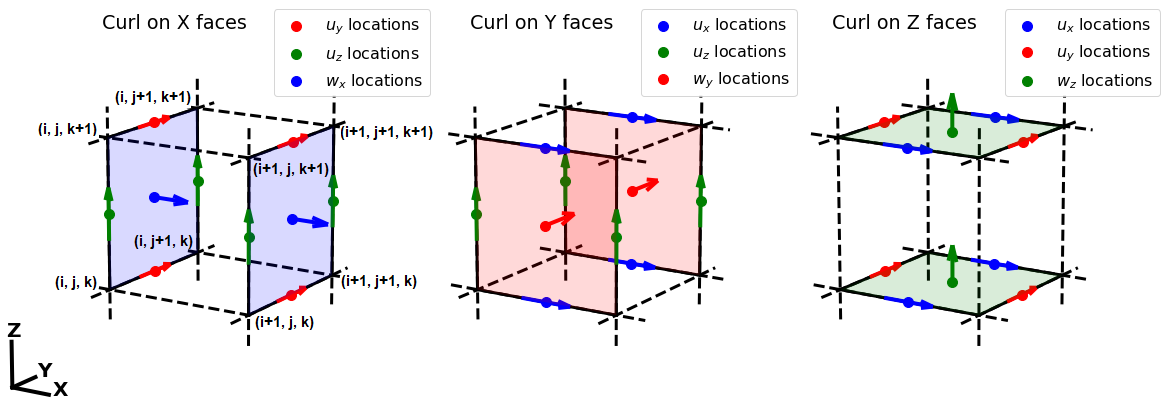 Curl on X faces
u_y locations
u_z locations
w_x locations
(i, j+1, k+1)
(i, j, k+1)
(i+1, j+1, k+1)
(i+1, j, k+1)
(i, j+1, k)
(i, j, k)
(i+1, j+1, k)
(i+1, j, k)
Z
Y
X
Curl on Y faces
u_x locations
u_z locations
w_y locations
Curl on Z faces
u_x locations
u_y locations
w_z locations